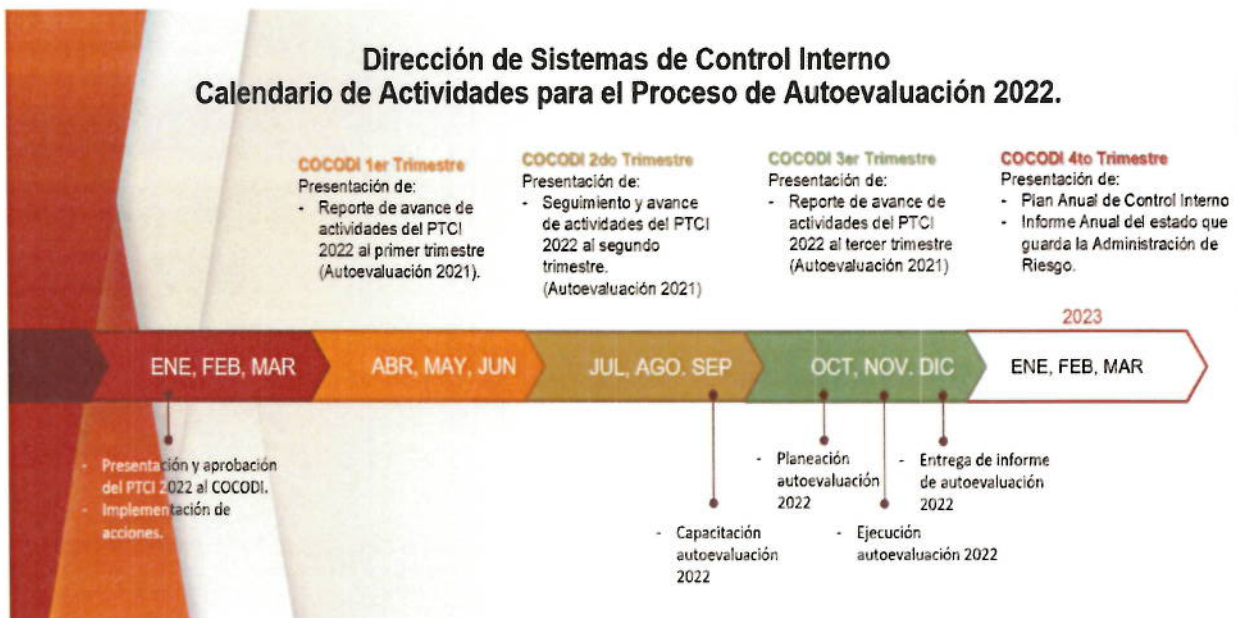 Dirección de Sistemas de Control Interno
Calendario de Actividades para el Proceso de Autoevaluación 2022.
COCODI 1er Trimestre
Presentación de:
- Reporte de avance de
actividades del PTCI
2022 al primer trimestre
(Autoevaluación 2021).
COCODI 2do Trimestre
Presentación de:
- Seguimiento y avance
de actividades del PTCI
2022 al segundo
trimestre.
(Autoevaluación 2021)
COCODI 3er Trimestre
Presentación de:
- Reporte de avance de
actividades del PTCI
2022 al tercer trimestre
(Autoevaluación 2021)
COCODI 4to Trimestre
Presentación de:
- Plan Anual de Control Interno
- Informe Anual del estado que
guarda la Administración de
Riesgo.
2023
ENE, FEB, MAR
ABR, MAY, JUN
JUL, AGO. SEP
OCT, NOV. DIC
ENE, FEB, MAR
- Presentación y aprobación
del PTCI 2022 al COCODI.
- Implementación de
acciones.
- Capacitación
autoevaluación
2022
- Planeación
autoevaluación
2022
- Ejecución
autoevaluación 2022
- Entrega de informe
de autoevaluación
2022